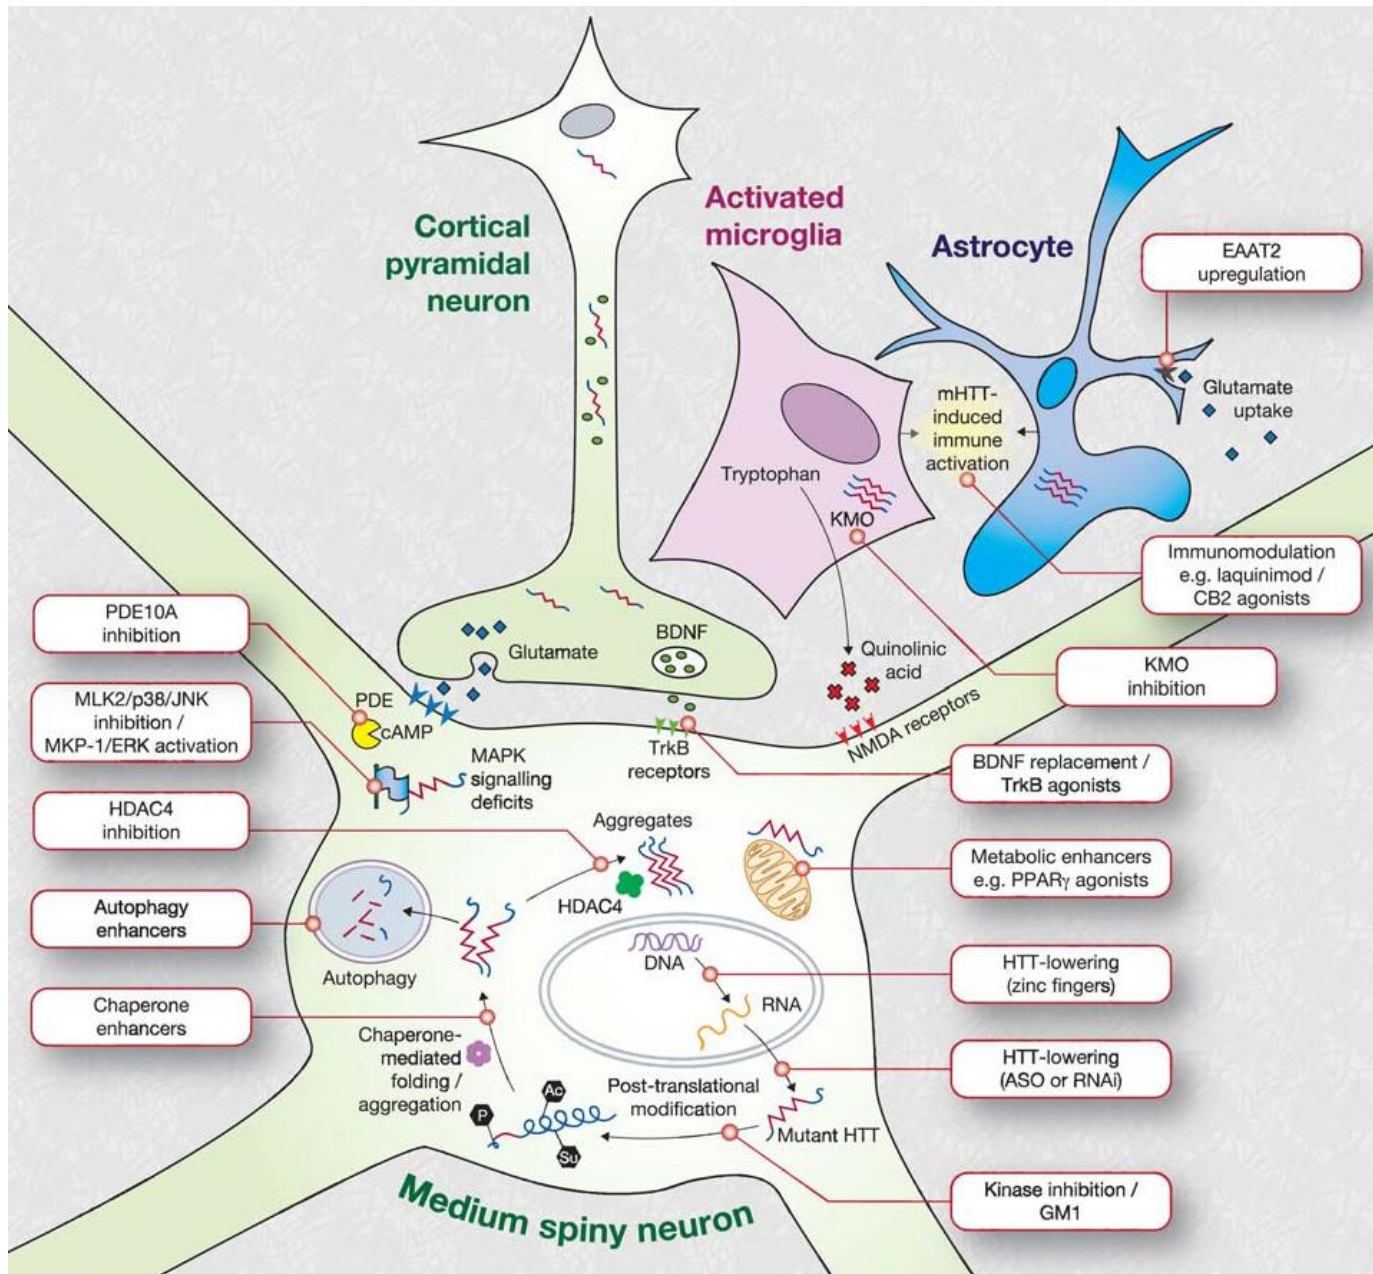 Cortical
pyramidal
neuron
Activated
microglia
Astrocyte
EAAT2
upregulation
Glutamate
uptake
mHTT-
induced
immune
activation
Tryptophan
KMO
Immunomodulation
e.g. laquinimod /
CB2 agonists
KMO
inhibition
Quinolinic
acid
NMDA receptors
BDNF
Glutamate
TrkB
receptors
PDE10A
inhibition
MLK2/p38/JNK
inhibition /
MKP-1/ERK activation
HDAC4
inhibition
Autophagy
enhancers
Chaperone
enhancers
PDE
cAMP
MAPK
signalling
deficits
Aggregates
HDAC4
Autophagy
Chaperone-
mediated
folding /
aggregation
DNA
RNA
Post-translational
modification
Mutant HTT
P
Ac
Su
BDNF replacement /
TrkB agonists
Metabolic enhancers
e.g. PPARγ agonists
HTT-lowering
(zinc fingers)
HTT-lowering
(ASO or RNAi)
Kinase inhibition /
GM1
Medium spiny neuron